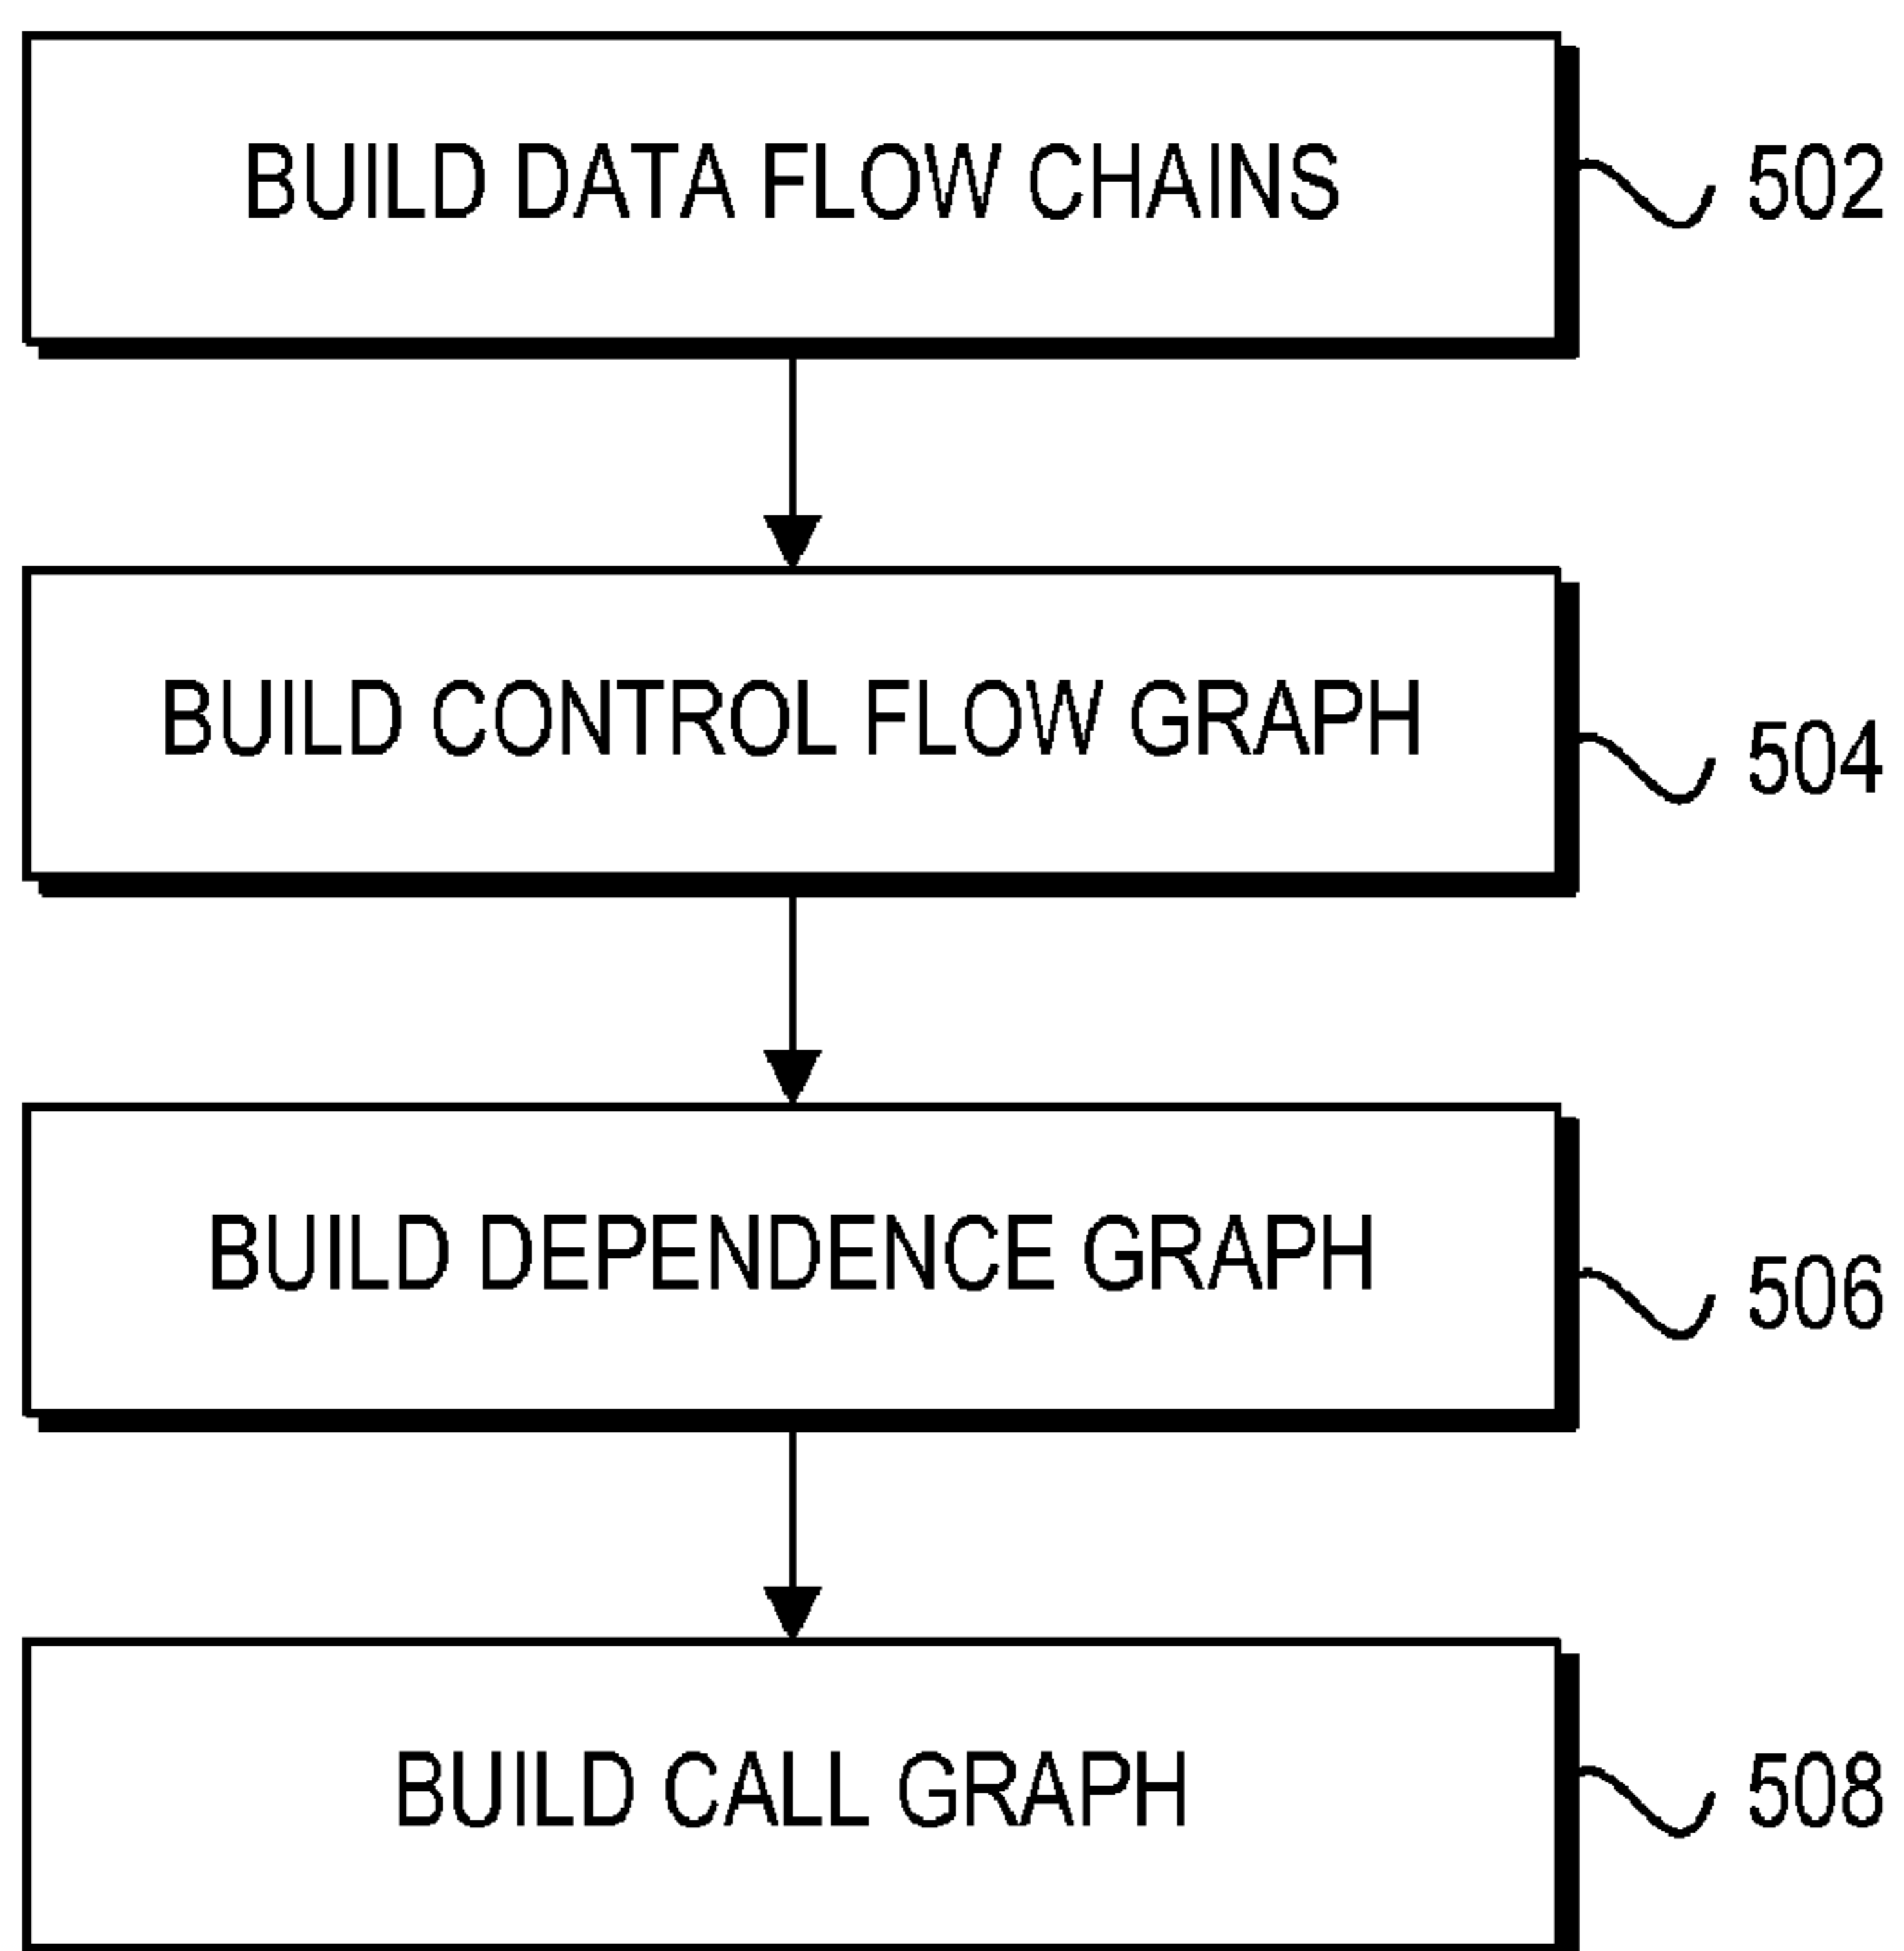 BUILD DATA FLOW CHAINS
502
BUILD CONTROL FLOW GRAPH
504
BUILD DEPENDENCE GRAPH
506
BUILD CALL GRAPH
508